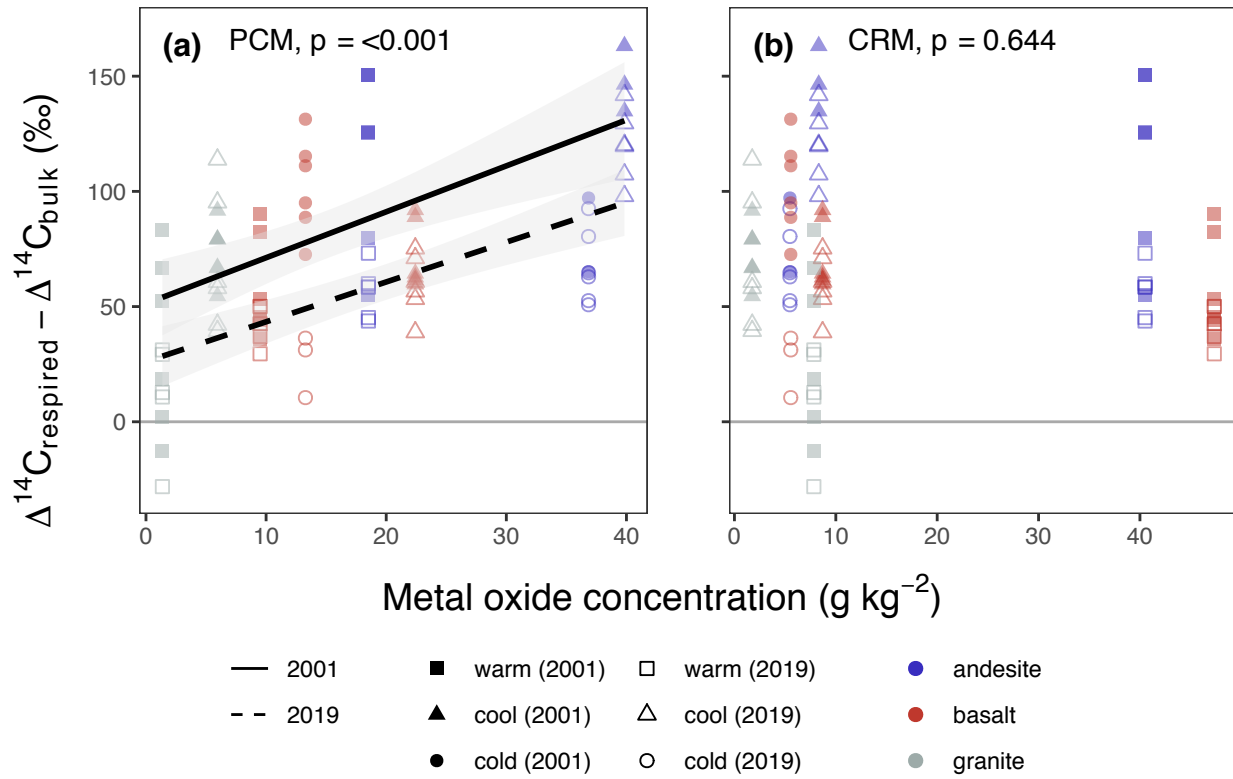 (a) PCM, p = <0.001
(b) CRM, p = 0.644
Δ¹⁴C_respired − Δ¹⁴C_bulk (‰)
150
100
50
0
0 10 20 30 40
0 10 20 30 40
Metal oxide concentration (g kg⁻²)
2001 warm (2001) warm (2019) andesite
2019 cool (2001) cool (2019) basalt
cold (2001) cold (2019) granite